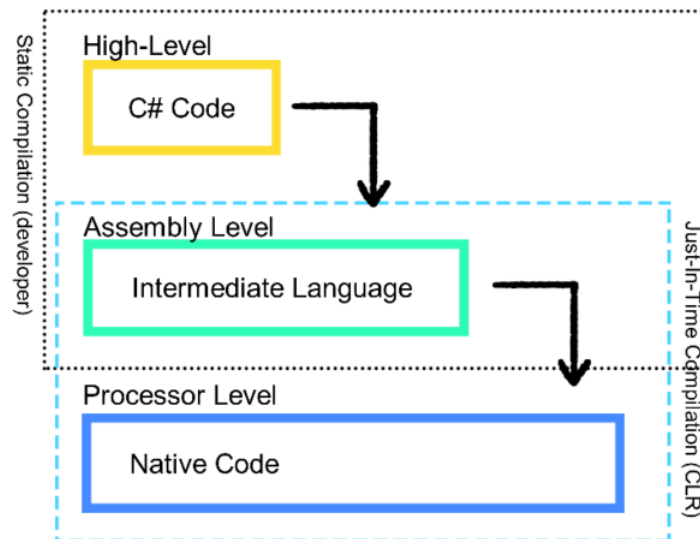 Static Compilation (developer)
High-Level
C# Code
Assembly Level
Intermediate Language
Just-In-Time Compilation (CLR)
Processor Level
Native Code